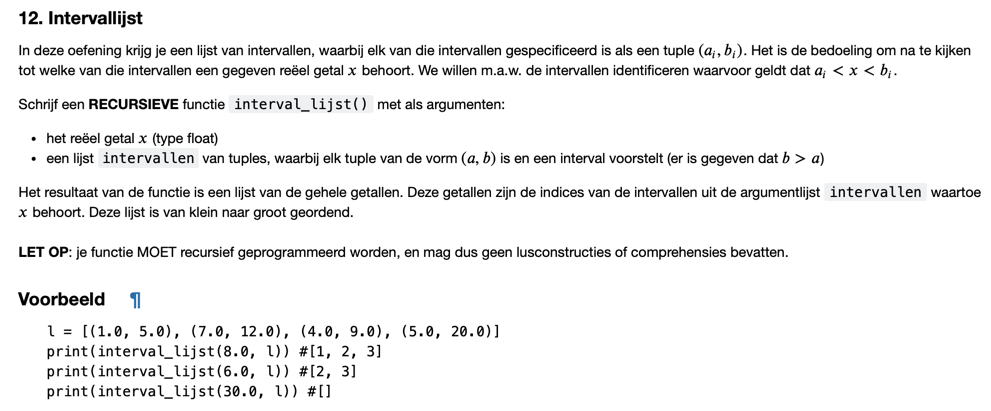 12. Intervallijst
In deze oefening krijg je een lijst van intervallen, waarbij elk van die intervallen gespecificeerd is als een tuple (aᵢ, bᵢ). Het is de bedoeling om na te kijken
tot welke van die intervallen een gegeven reëel getal x behoort. We willen m.a.w. de intervallen identificeren waarvoor geldt dat aᵢ < x < bᵢ.
Schrijf een RECURSIEVE functie interval_lijst() met als argumenten:
• het reëel getal x (type float)
• een lijst intervallen van tuples, waarbij elk tuple van de vorm (a, b) is en een interval voorstelt (er is gegeven dat b > a)
Het resultaat van de functie is een lijst van de gehele getallen. Deze getallen zijn de indices van de intervallen uit de argumentlijst intervallen waartoe
x behoort. Deze lijst is van klein naar groot geordend.
LET OP: je functie MOET recursief geprogrammeerd worden, en mag dus geen lusconstructies of comprehensies bevatten.
Voorbeeld ¶
l = [(1.0, 5.0), (7.0, 12.0), (4.0, 9.0), (5.0, 20.0)]
print(interval_lijst(8.0, l)) #[1, 2, 3]
print(interval_lijst(6.0, l)) #[2, 3]
print(interval_lijst(30.0, l)) #[]